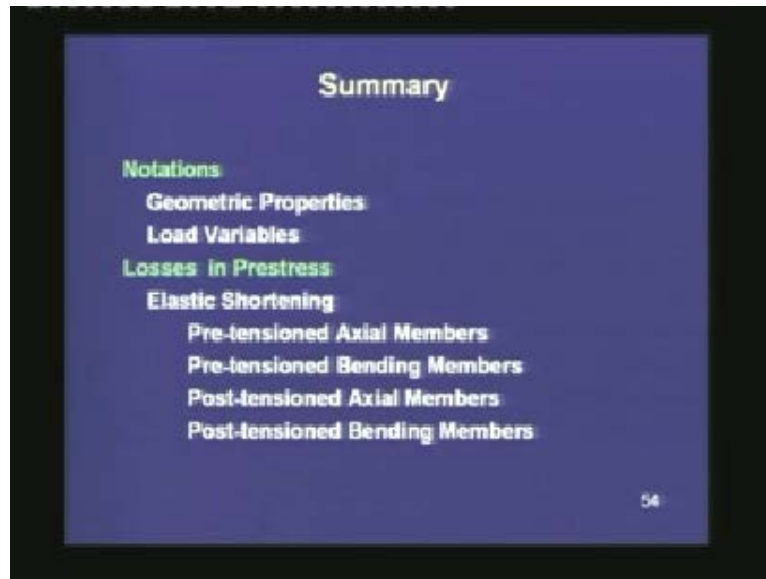 Summary
Notations
Geometric Properties
Load Variables
Losses in Prestress
Elastic Shortening
Pre-tensioned Axial Members
Pre-tensioned Bending Members
Post-tensioned Axial Members
Post-tensioned Bending Members
54